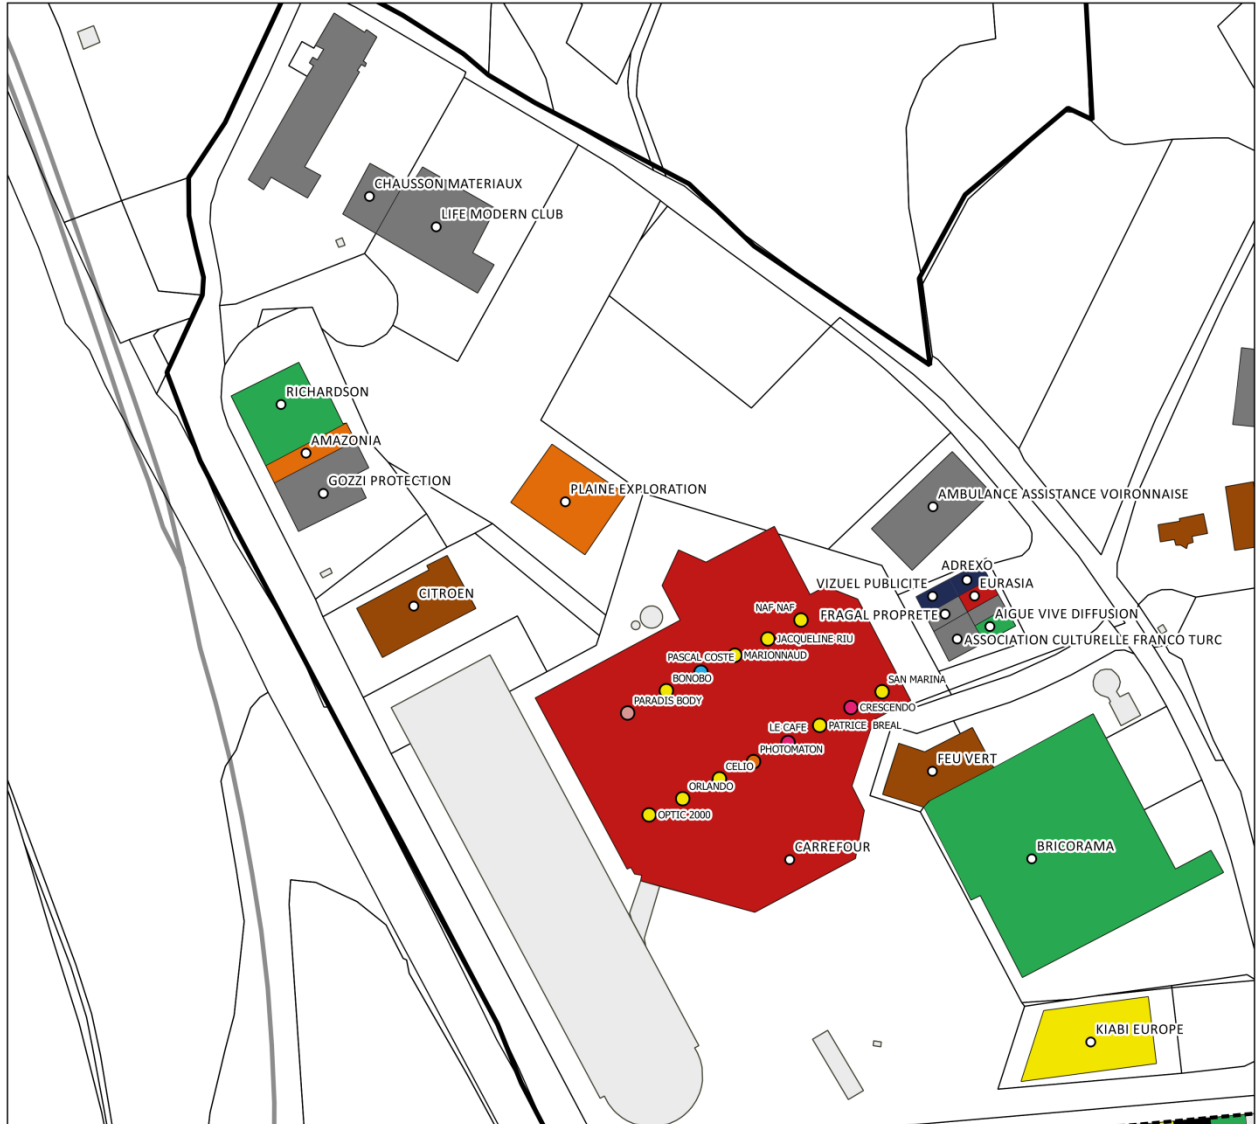 CHAUSSON MATERIAUX
LIFE MODERN CLUB
RICHARDSON
AMAZONIA
GOZZI PROTECTION
PLAINE EXPLORATION
AMBULANCE ASSISTANCE VOIRONNAISE
ADREXO
VIZUEL PUBLICITE
EURASIA
CITROEN
NAF NAF
FRAGAL PROPRETE
AIGUE VIVE DIFFUSION
JACQUELINE RIU
ASSOCIATION CULTURELLE FRANCO TURC
PASCAL COSTE
MARIONNAUD
BONOBO
SAN MARINA
PARADIS BODY
CRESCENDO
LE CAFE
PATRICE BREAL
PHOTOMATON
FEU VERT
CELIO
ORLANDO
OPTIC 2000
CARREFOUR
BRICORAMA
KIABI EUROPE